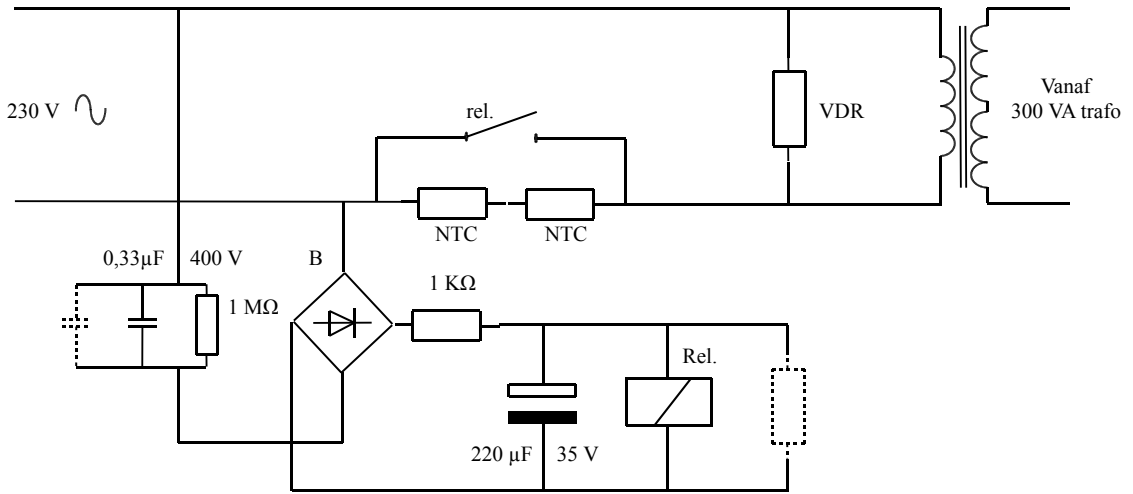 230 V
rel.
VDR
Vanaf
300 VA trafo
NTC
NTC
0,33µF
400 V
B
1 MΩ
1 KΩ
Rel.
220 µF
35 V